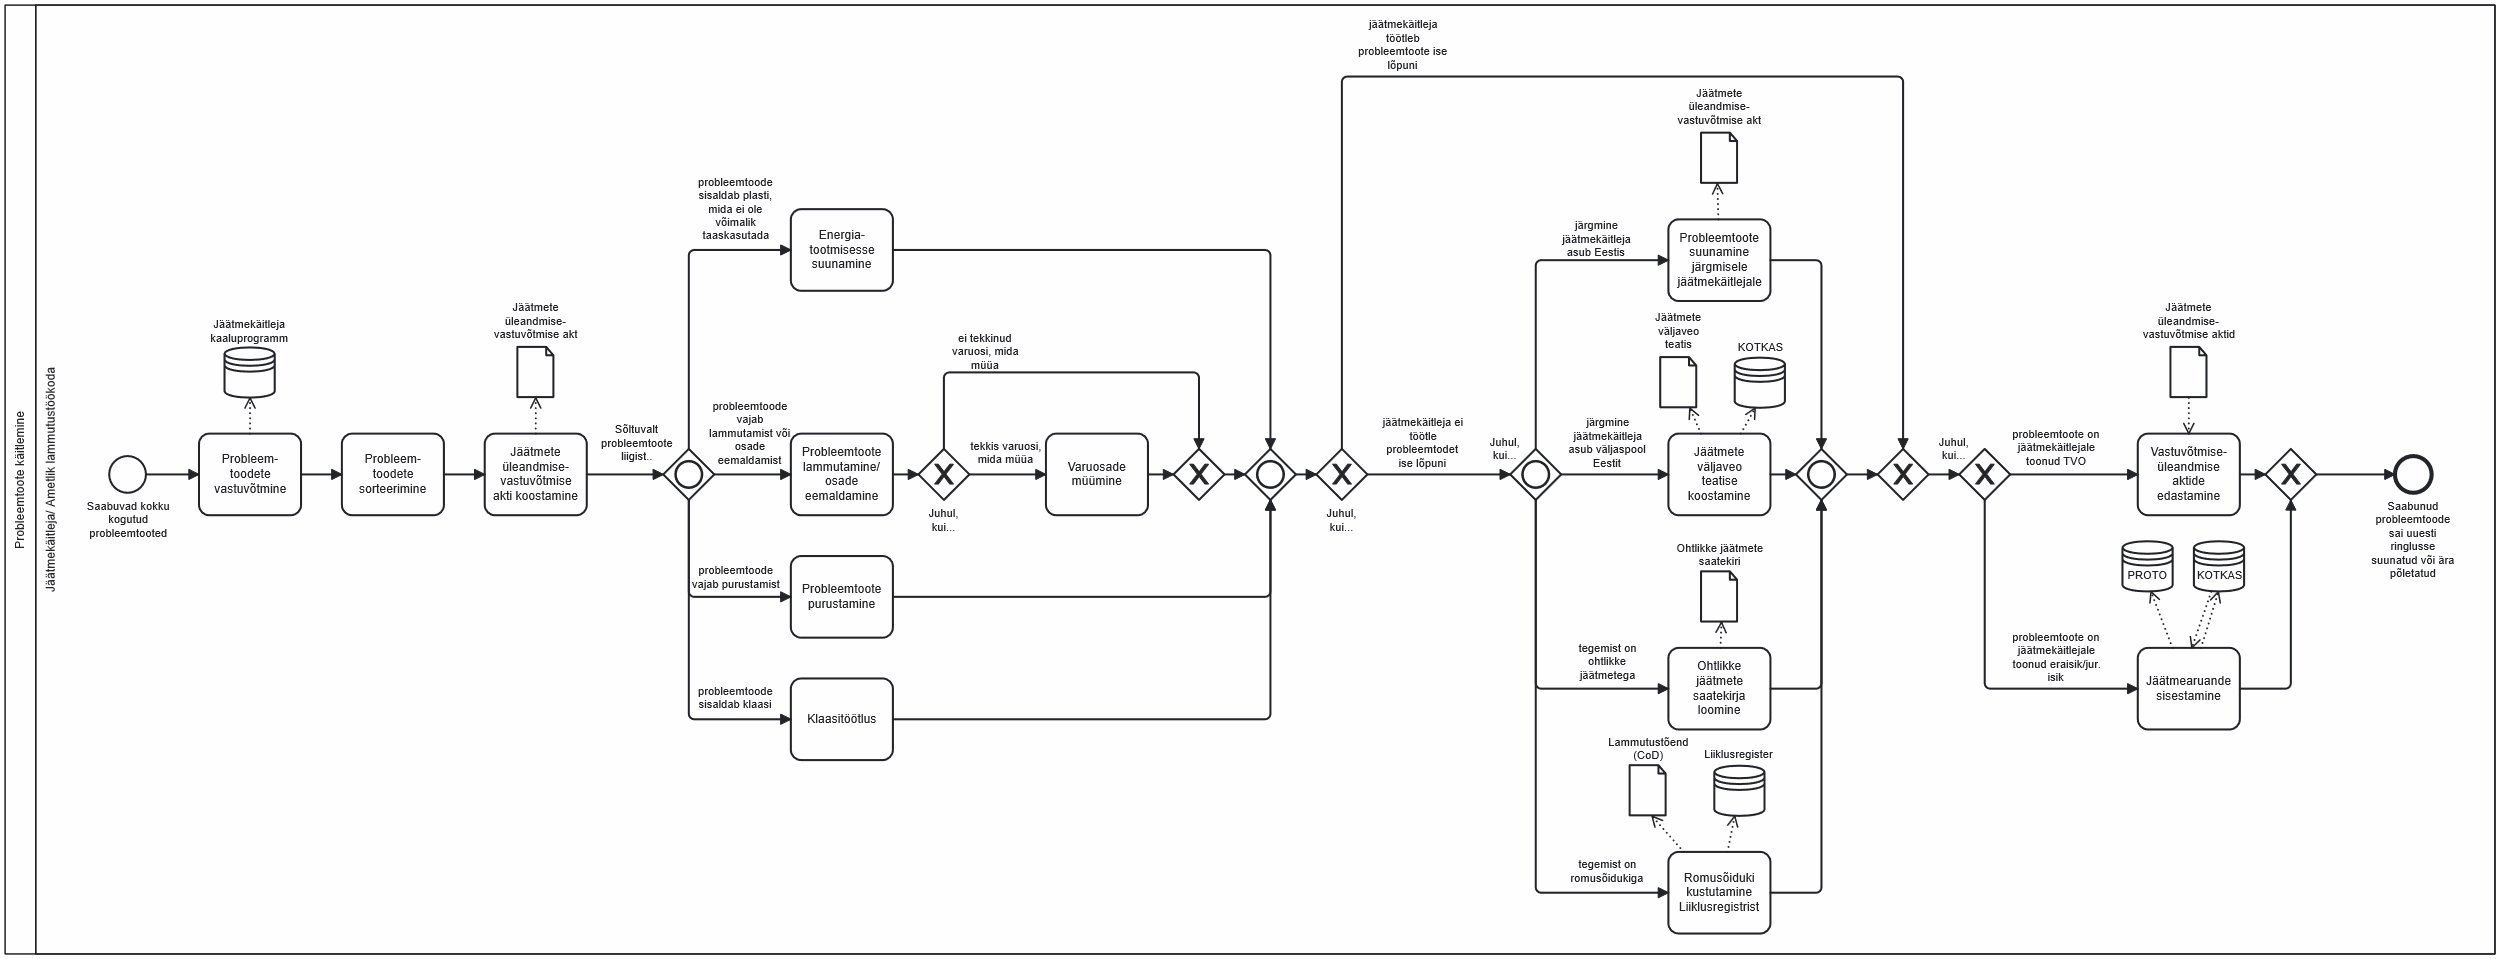 Probleemtoote käitlemine
Jäätmekäitleja/ Ametlik lammutustöökoda
Saabuvad kokku
kogutud
probleemtooted
Jäätmekäitleja
kaaluprogramm
Probleem-
toodete
vastuvõtmine
Probleem-
toodete
sorteerimine
Jäätmete
üleandmise-
vastuvõtmise akt
Jäätmete
üleandmise-
vastuvõtmise
akti koostamine
Sõltuvalt
probleemtoote
liigist..
probleemtoode
sisaldab plasti,
mida ei ole
võimalik
taaskasutada
Energia-
tootmisesse
suunamine
probleemtoode
vajab
lammutamist või
osade
eemaldamist
Probleemtoote
lammutamine/
osade
eemaldamine
probleemtoode
vajab purustamist
Probleemtoote
purustamine
probleemtoode
sisaldab klaasi
Klaasitöötlus
Juhul,
kui...
ei tekkinud
varuosi, mida
müüa
tekkis varuosi,
mida müüa
Varuosade
müümine
Juhul,
kui...
jäätmekäitleja
töötleb
probleemtoote ise
lõpuni
jäätmekäitleja ei
töötle
probleemtodet
ise lõpuni
Juhul,
kui...
järgmine
jäätmekäitleja
asub Eestis
Jäätmete
üleandmise-
vastuvõtmise akt
Probleemtoote
suunamine
järgmisele
jäätmekäitlejale
järgmine
jäätmekäitleja
asub väljaspool
Eestit
Jäätmete
väljaveo
teatis
KOTKAS
Jäätmete
väljaveo
teatise
koostamine
tegemist on
ohtlikke
jäätmetega
Ohtlikke jäätmete
saatekiri
Ohtlikke
jäätmete
saatekirja
loomine
tegemist on
romusõidukiga
Lammutustõend
(CoD)
Liiklusregister
Romusõiduki
kustutamine
Liiklusregistrist
Juhul,
kui...
probleemtoote on
jäätmekäitlejale
toonud TVO
Jäätmete
üleandmise-
vastuvõtmise aktid
Vastuvõtmise-
üleandmise
aktide
edastamine
probleemtoote on
jäätmekäitlejale
toonud eraisik/jur.
isik
PROTO
KOTKAS
Jäätmearuande
sisestamine
Saabunud
probleemtoode
sai uuesti
ringlusse
suunatud või ära
põletatud